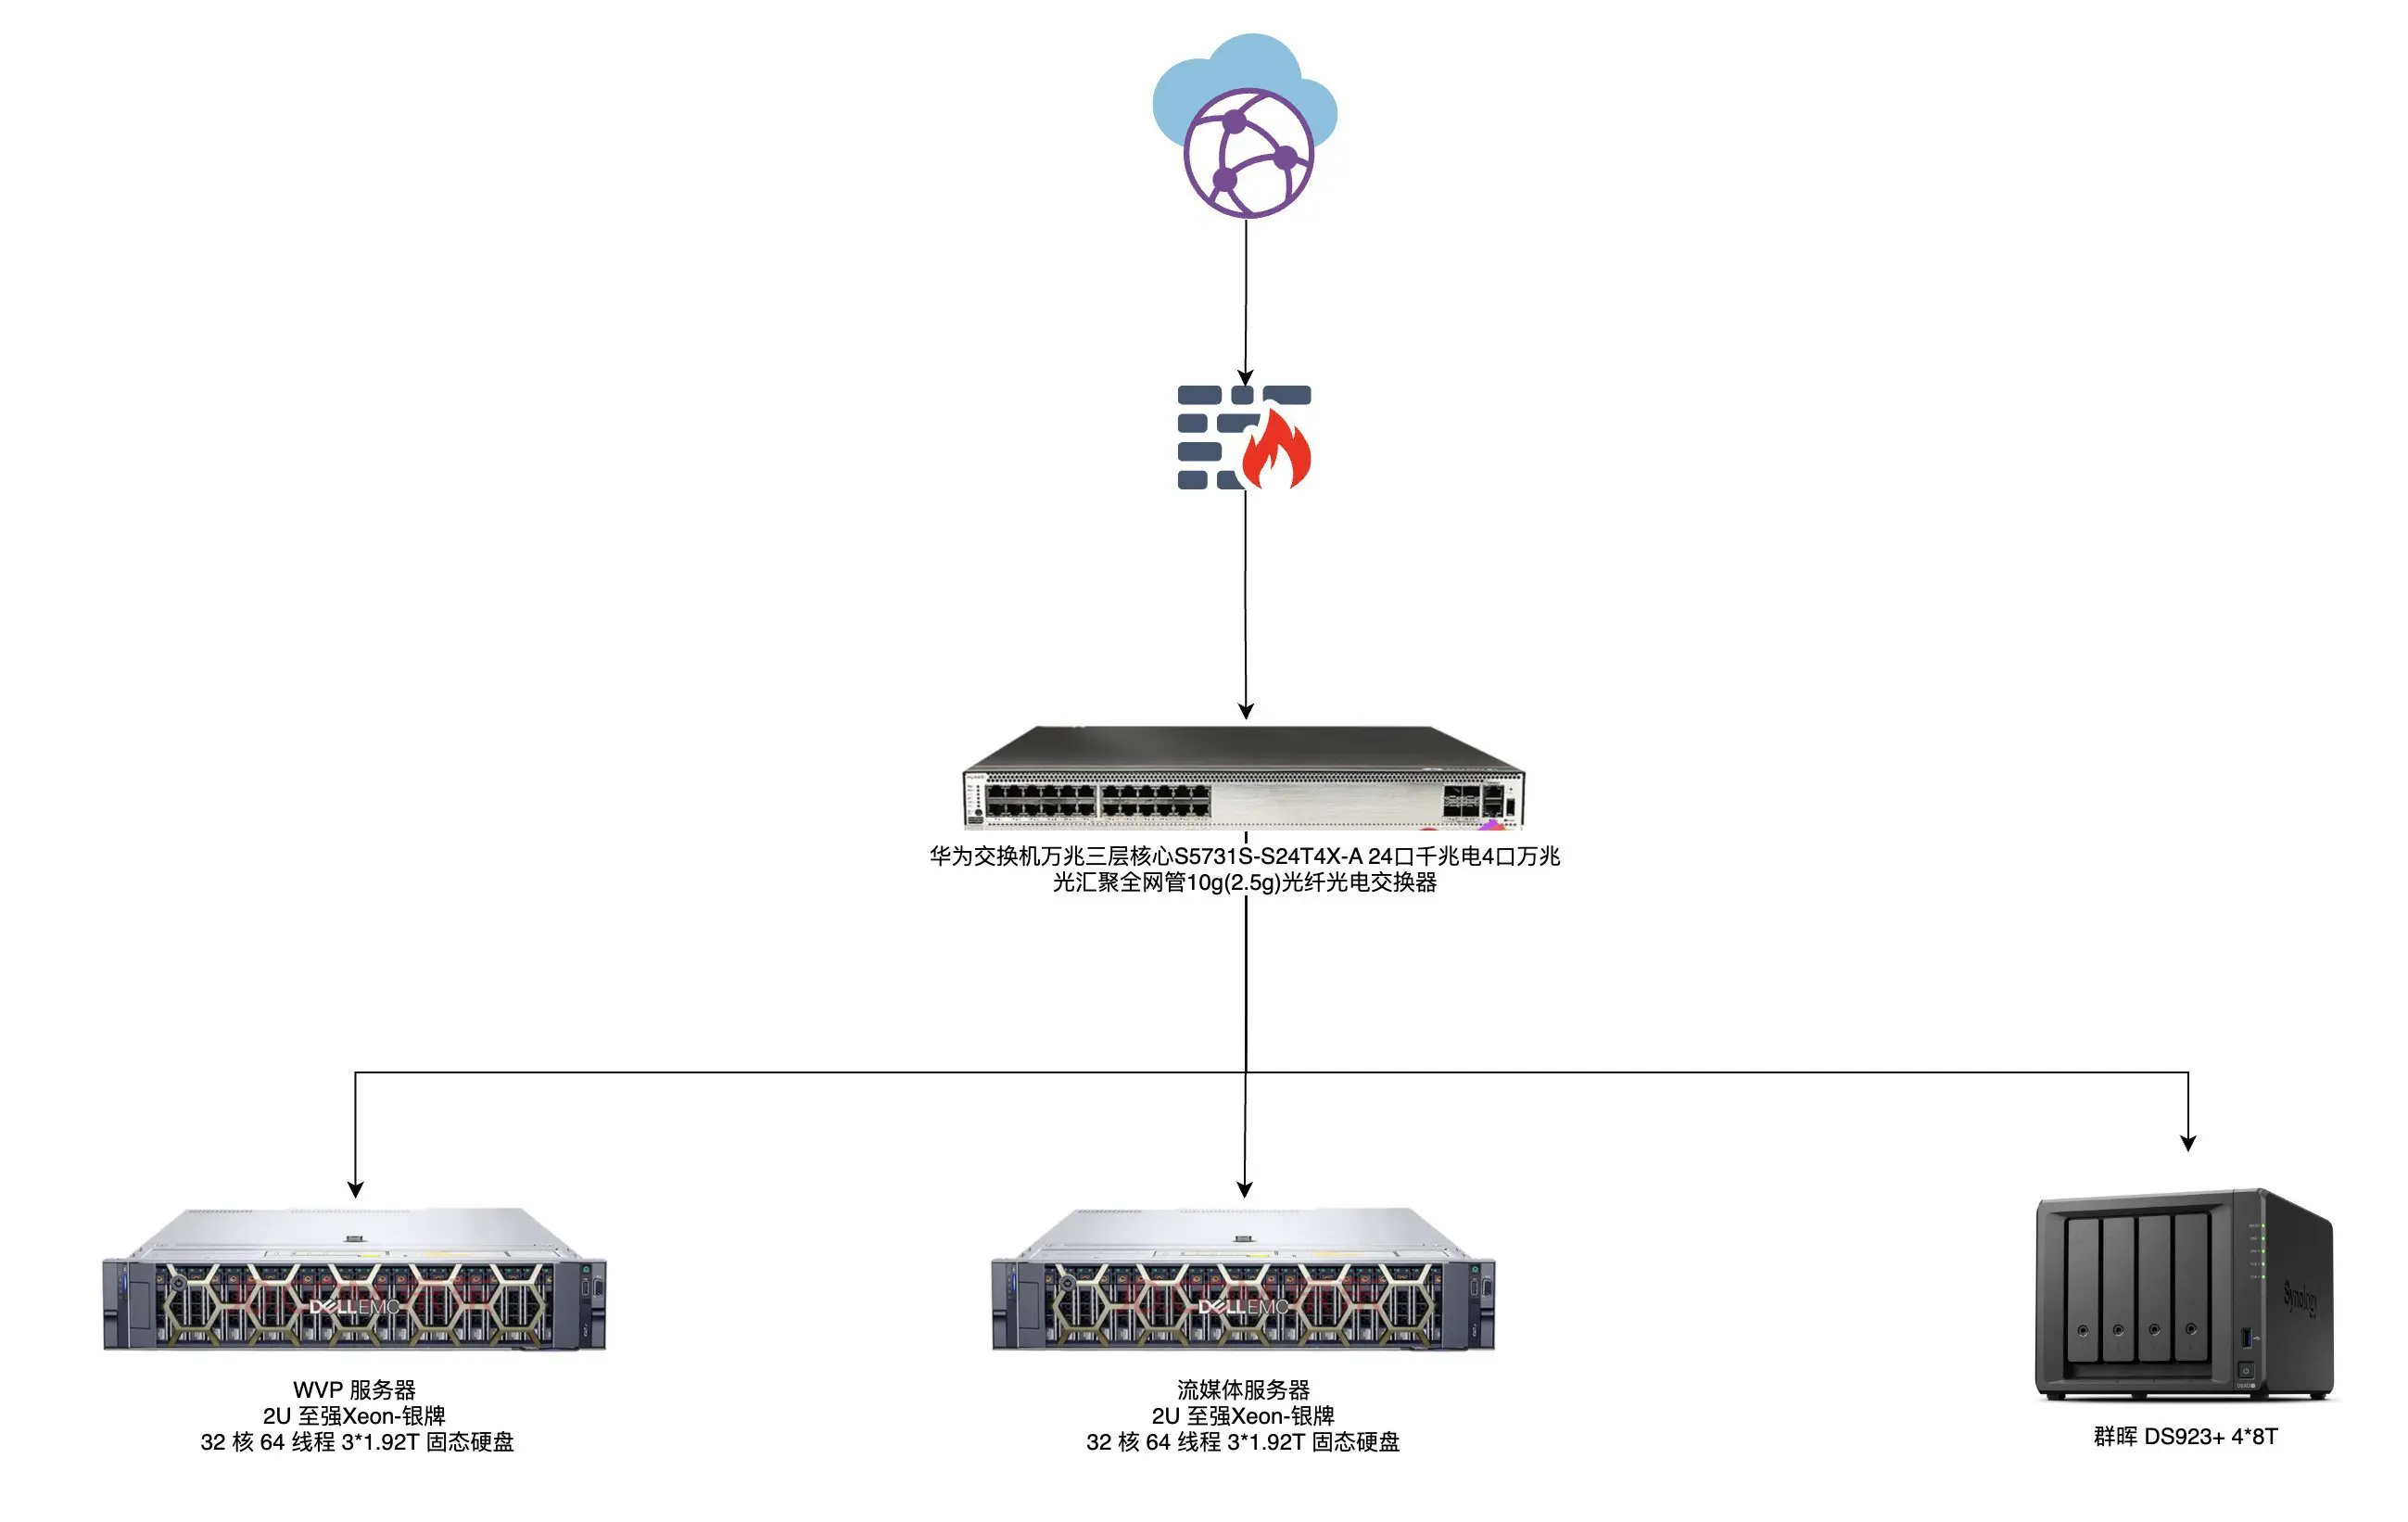 华为交换机万兆三层核心S5731S-S24T4X-A 24口千兆电4口万兆
光汇聚全网管10g(2.5g)光纤光电交换器
DELLEMC
DELLEMC
Synology
WVP 服务器
2U 至强Xeon-银牌
32 核 64 线程 3*1.92T 固态硬盘
流媒体服务器
2U 至强Xeon-银牌
32 核 64 线程 3*1.92T 固态硬盘
群晖 DS923+ 4*8T